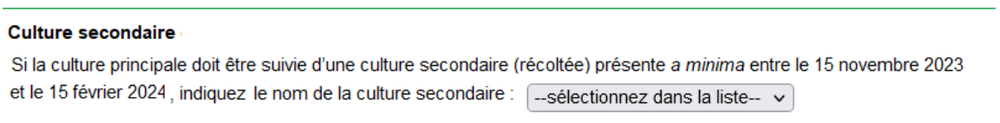 Culture secondaire
Si la culture principale doit être suivie d'une culture secondaire (récoltée) présente a minima entre le 15 novembre 2023
et le 15 février 2024, indiquez le nom de la culture secondaire : --sélectionnez dans la liste--